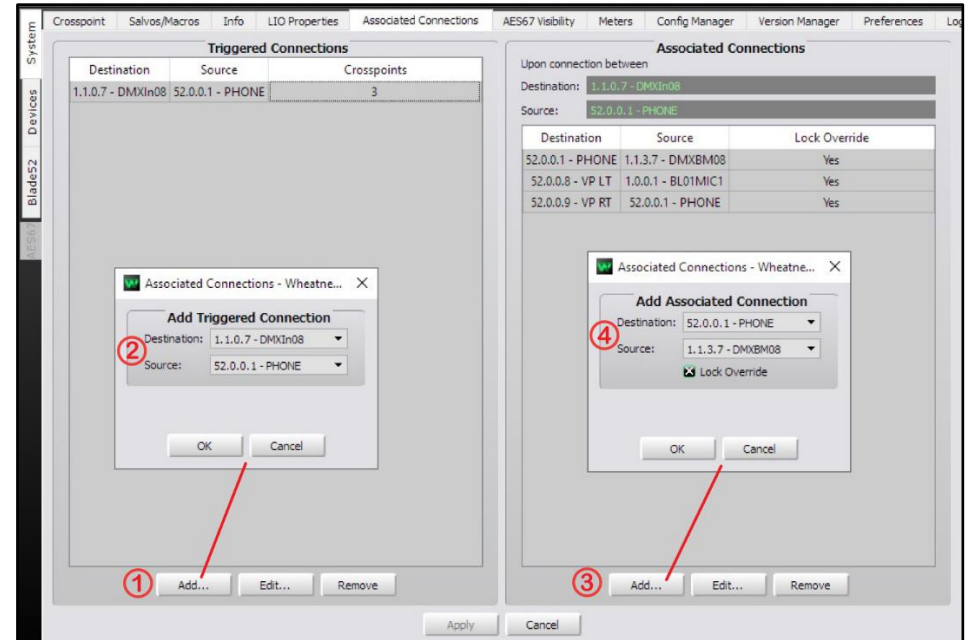 Crosspoint Salvos/Macros Info LIO Properties Associated Connections AES67 Visibility Meters Config Manager Version Manager Preferences
System
Devices
Blade52
AES67
Triggered Connections
Destination Source Crosspoints
1.1.0.7 - DMXIn08 52.0.0.1 - PHONE 3
Associated Connections - Wheatne... X
Add Triggered Connection
②
Destination: 1.1.0.7 - DMXIn08
Source: 52.0.0.1 - PHONE
OK Cancel
① Add... Edit... Remove
Associated Connections
Upon connection between
Destination: 1.1.0.7 - DMXIn08
Source: 52.0.0.1 - PHONE
Destination Source Lock Override
52.0.0.1 - PHONE 1.1.3.7 - DMXBM08 Yes
52.0.0.8 - VP LT 1.0.0.1 - BL01MIC1 Yes
52.0.0.9 - VP RT 52.0.0.1 - PHONE Yes
Associated Connections - Wheatne... X
Add Associated Connection
④
Destination: 52.0.0.1 - PHONE
Source: 1.1.3.7 - DMXBM08
Lock Override
OK Cancel
③ Add... Edit... Remove
Apply Cancel